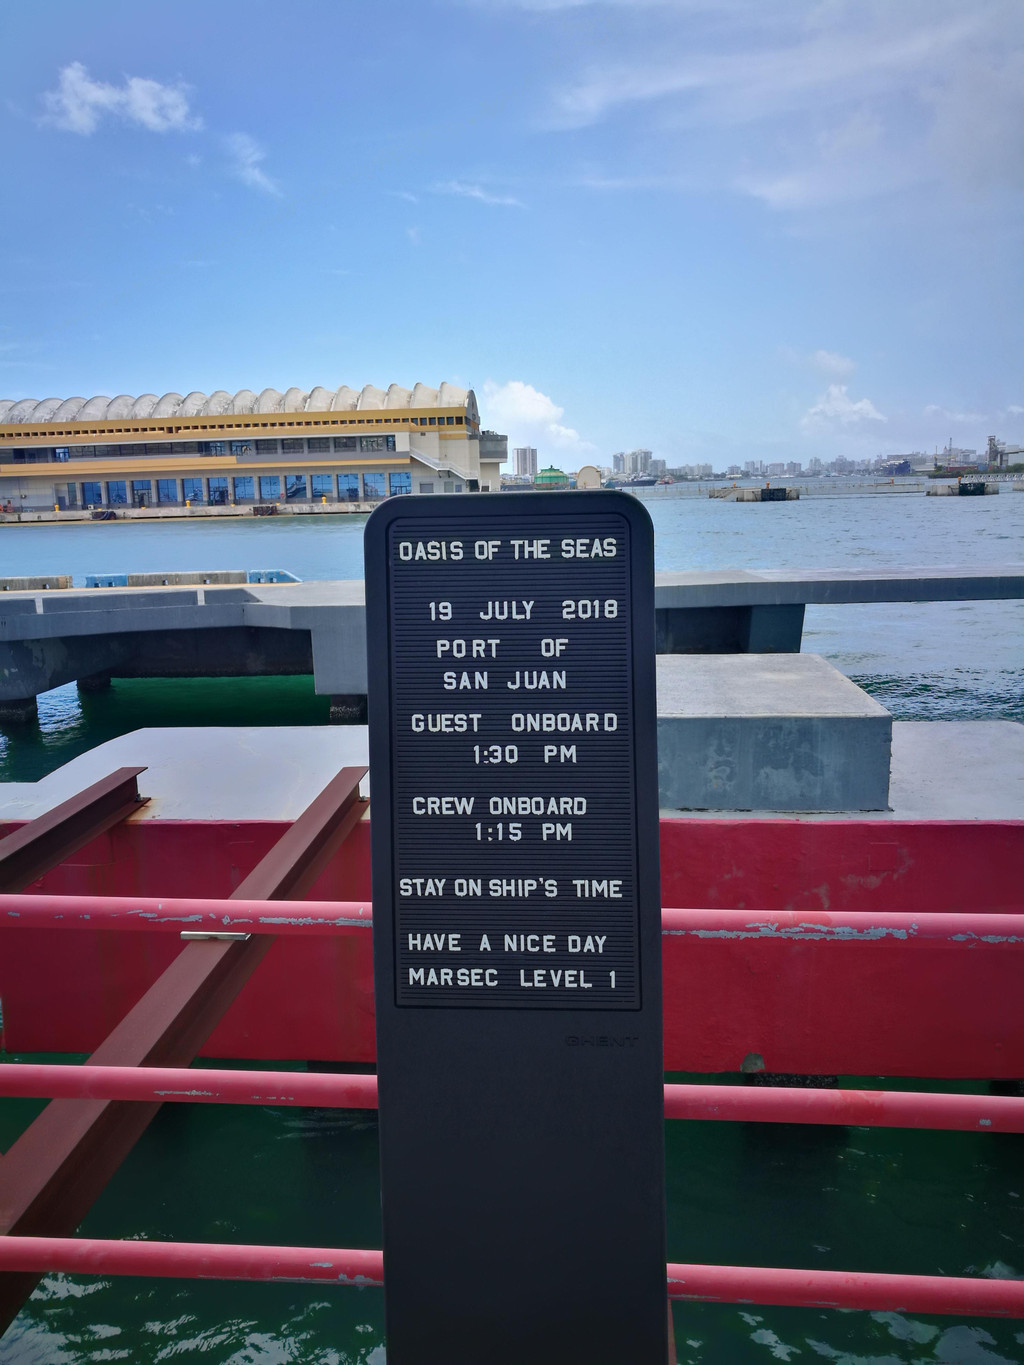 OASIS OF THE SEAS
19 JULY 2018
PORT OF
SAN JUAN
GUEST ONBOARD
1:30 PM
CREW ONBOARD
1:15 PM
STAY ON SHIP'S TIME
HAVE A NICE DAY
MARSEC LEVEL 1
GHENT